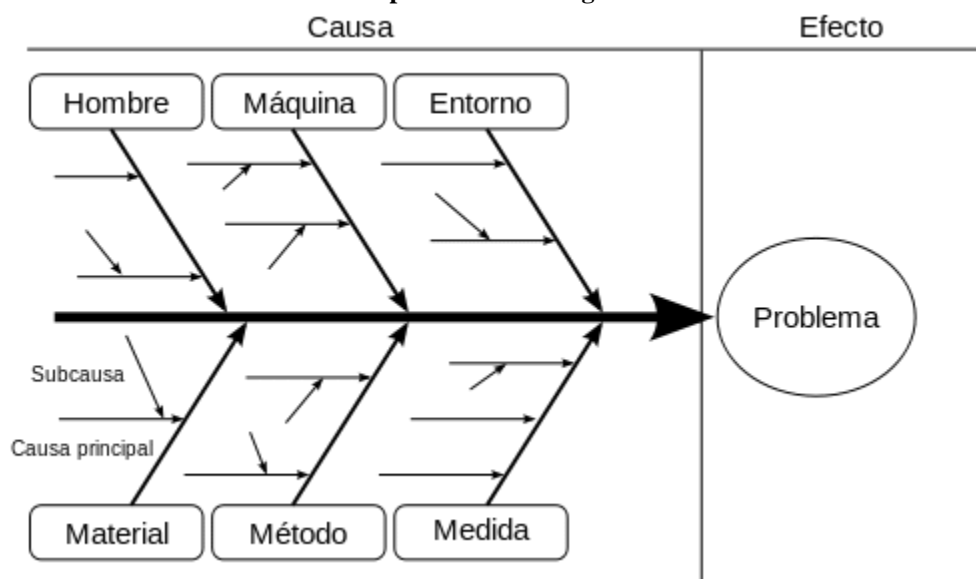 Causa
Efecto
Hombre
Máquina
Entorno
Problema
Subcausa
Causa principal
Material
Método
Medida